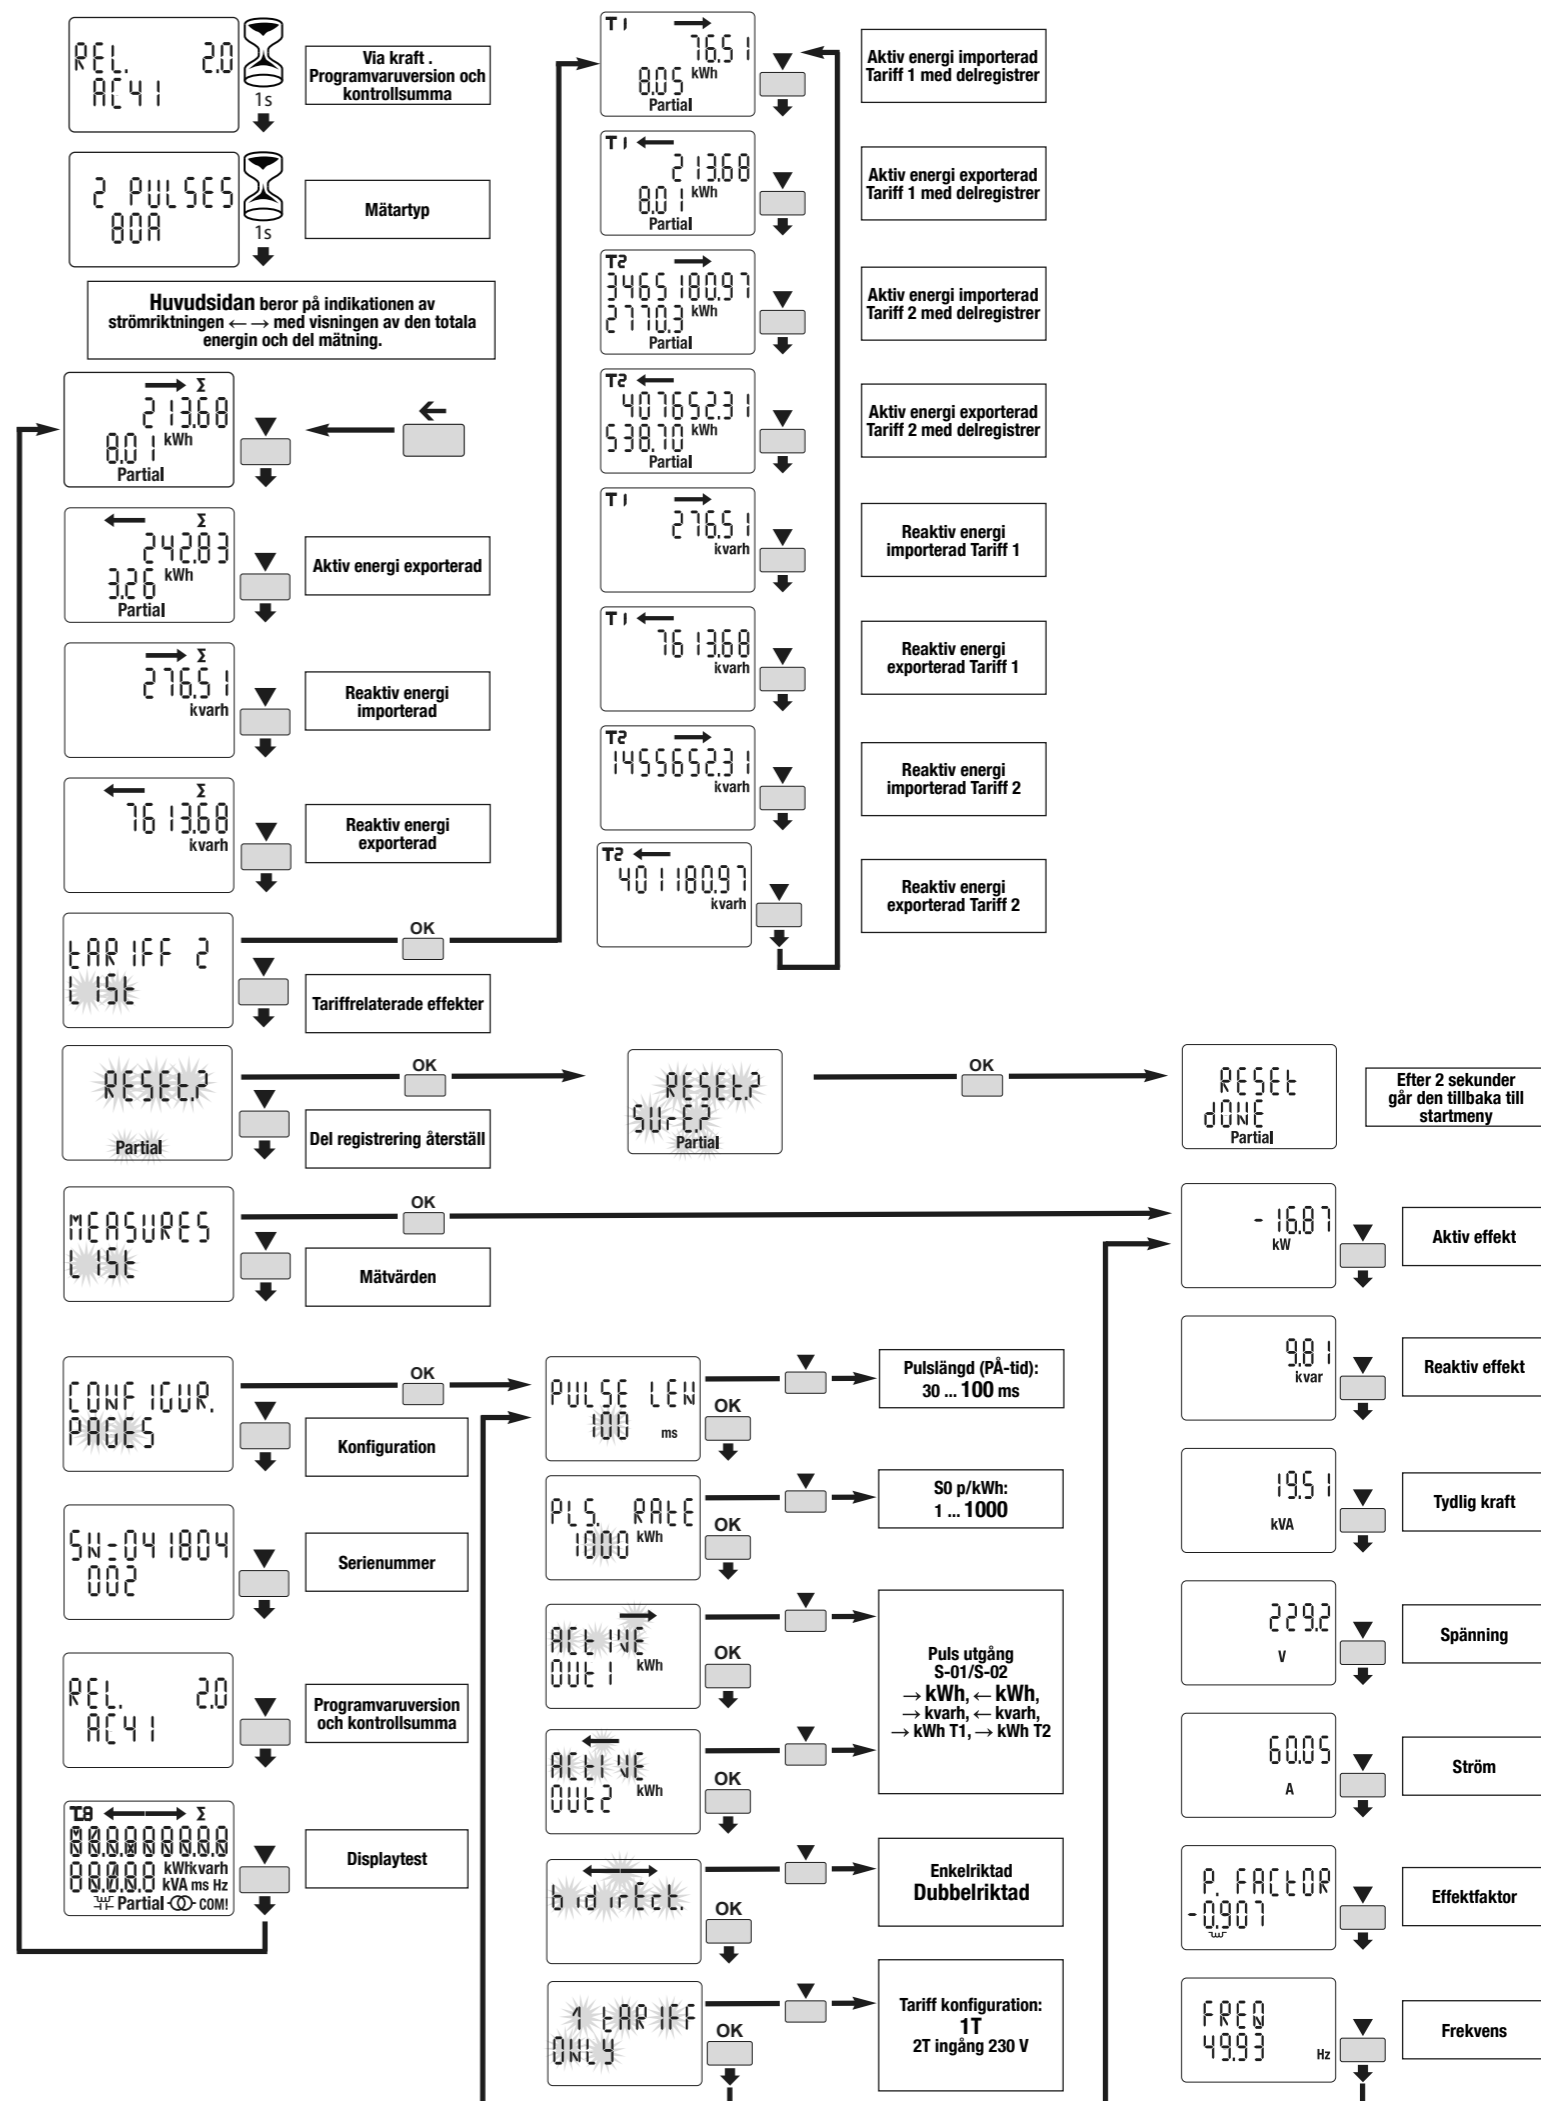 REL. 2.0
AC41
1s
Via kraft .
Programvaruversion och
kontrollsumma
2 PULSES
80A
1s
Mätartyp
Huvudsidan beror på indikationen av
strömriktningen ←→ med visningen av den totala
energin och del mätning.
→ Σ
213.68
8.01 kWh
Partial
←
← Σ
242.83
3.26 kWh
Partial
Aktiv energi exporterad
→ Σ
276.51
kvarh
Reaktiv energi
importerad
← Σ
7613.68
kvarh
Reaktiv energi
exporterad
tARIFF 2
LISt
OK
Tariffrelaterade effekter
T1 →
76.51
8.05 kWh
Partial
Aktiv energi importerad
Tariff 1 med delregistrer
T1 ←
213.68
8.01 kWh
Partial
Aktiv energi exporterad
Tariff 1 med delregistrer
T2 →
3465180.97
2770.3 kWh
Partial
Aktiv energi importerad
Tariff 2 med delregistrer
T2 ←
407652.31
538.70 kWh
Partial
Aktiv energi exporterad
Tariff 2 med delregistrer
T1 →
276.51
kvarh
Reaktiv energi
importerad Tariff 1
T1 ←
7613.68
kvarh
Reaktiv energi
exporterad Tariff 1
T2 →
1455652.31
kvarh
Reaktiv energi
importerad Tariff 2
T2 ←
401180.97
kvarh
Reaktiv energi
exporterad Tariff 2
RESEt.?
Partial
OK
Del registrering återställ
RESEt.?
SUrE.?
Partial
OK
RESEt
dONE
Partial
Efter 2 sekunder
går den tillbaka till
startmeny
MEASURES
LISt
OK
Mätvärden
CONFIGUR.
PAGES
OK
Konfiguration
SN-041804
002
Serienummer
REL. 2.0
AC41
Programvaruversion
och kontrollsumma
T.8 ←→ Σ
kWhkvarh
kVA ms Hz
Partial COM!
Displaytest
PULSE LEN
100 ms
OK
Pulslängd (PÅ-tid):
30 ... 100 ms
PLS. RAtE
1000 kWh
OK
S0 p/kWh:
1 ... 1000
→
ACtIVE
OUt1 kWh
OK
←
ACtIVE
OUt2 kWh
OK
Puls utgång
S-01/S-02
→ kWh, ← kWh,
→ kvarh, ← kvarh,
→ kWh T1, → kWh T2
←→
bidirEct.
OK
Enkelriktad
Dubbelriktad
1 tARIFF
ONLY
OK
Tariff konfiguration:
1T
2T ingång 230 V
-16.87
kW
Aktiv effekt
9.81
kvar
Reaktiv effekt
19.51
kVA
Tydlig kraft
229.2
V
Spänning
60.05
A
Ström
P. FACtOR
-0.907
Effektfaktor
FREQ
49.93 Hz
Frekvens